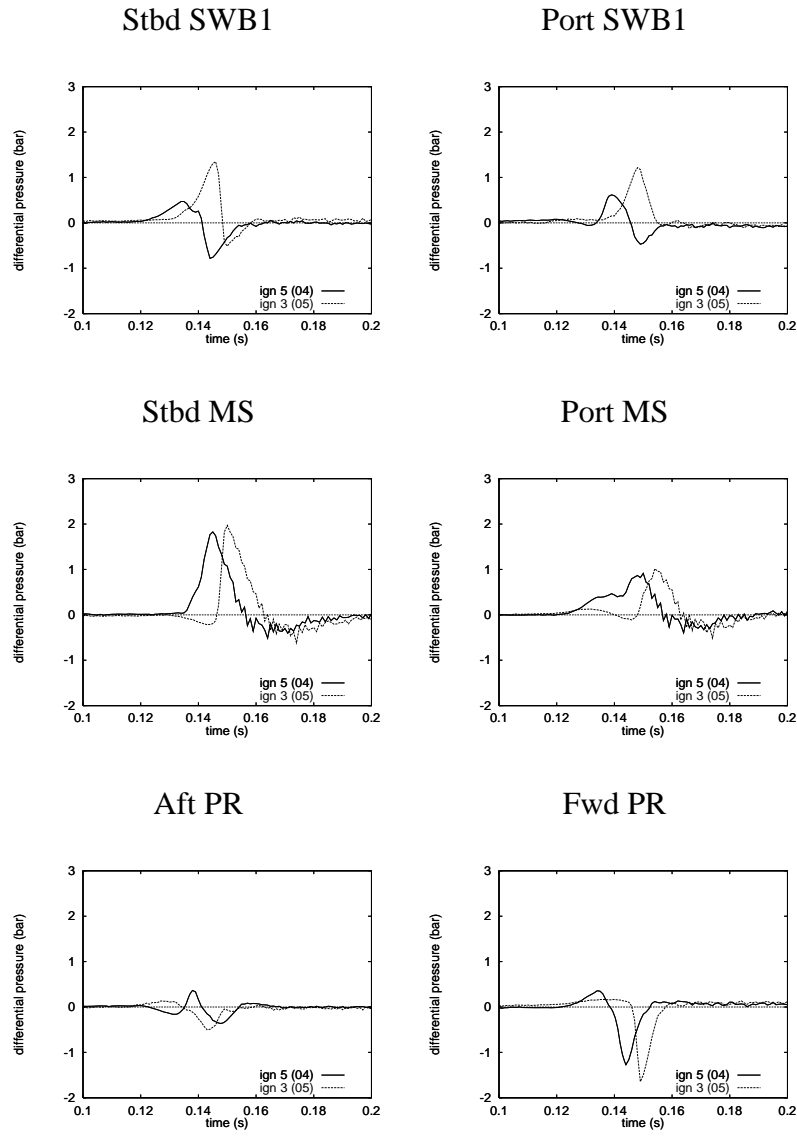 Stbd SWB1
3
2
1
0
-1
-2
0.1 0.12 0.14 0.16 0.18 0.2
differential pressure (bar)
time (s)
ign 5 (04)
ign 3 (05)
Port SWB1
3
2
1
0
-1
-2
0.1 0.12 0.14 0.16 0.18 0.2
differential pressure (bar)
time (s)
ign 5 (04)
ign 3 (05)
Stbd MS
3
2
1
0
-1
-2
0.1 0.12 0.14 0.16 0.18 0.2
differential pressure (bar)
time (s)
ign 5 (04)
ign 3 (05)
Port MS
3
2
1
0
-1
-2
0.1 0.12 0.14 0.16 0.18 0.2
differential pressure (bar)
time (s)
ign 5 (04)
ign 3 (05)
Aft PR
3
2
1
0
-1
-2
0.1 0.12 0.14 0.16 0.18 0.2
differential pressure (bar)
time (s)
ign 5 (04)
ign 3 (05)
Fwd PR
3
2
1
0
-1
-2
0.1 0.12 0.14 0.16 0.18 0.2
differential pressure (bar)
time (s)
ign 5 (04)
ign 3 (05)